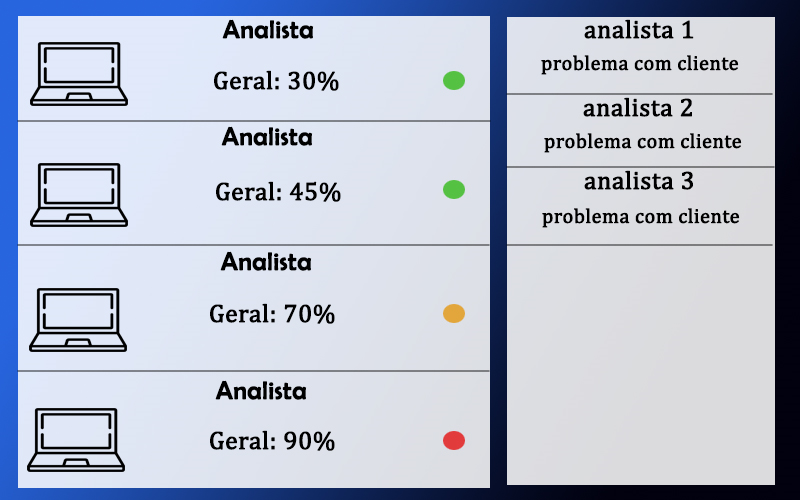 Analista
Geral: 30%
Analista
Geral: 45%
Analista
Geral: 70%
Analista
Geral: 90%
analista 1
problema com cliente
analista 2
problema com cliente
analista 3
problema com cliente